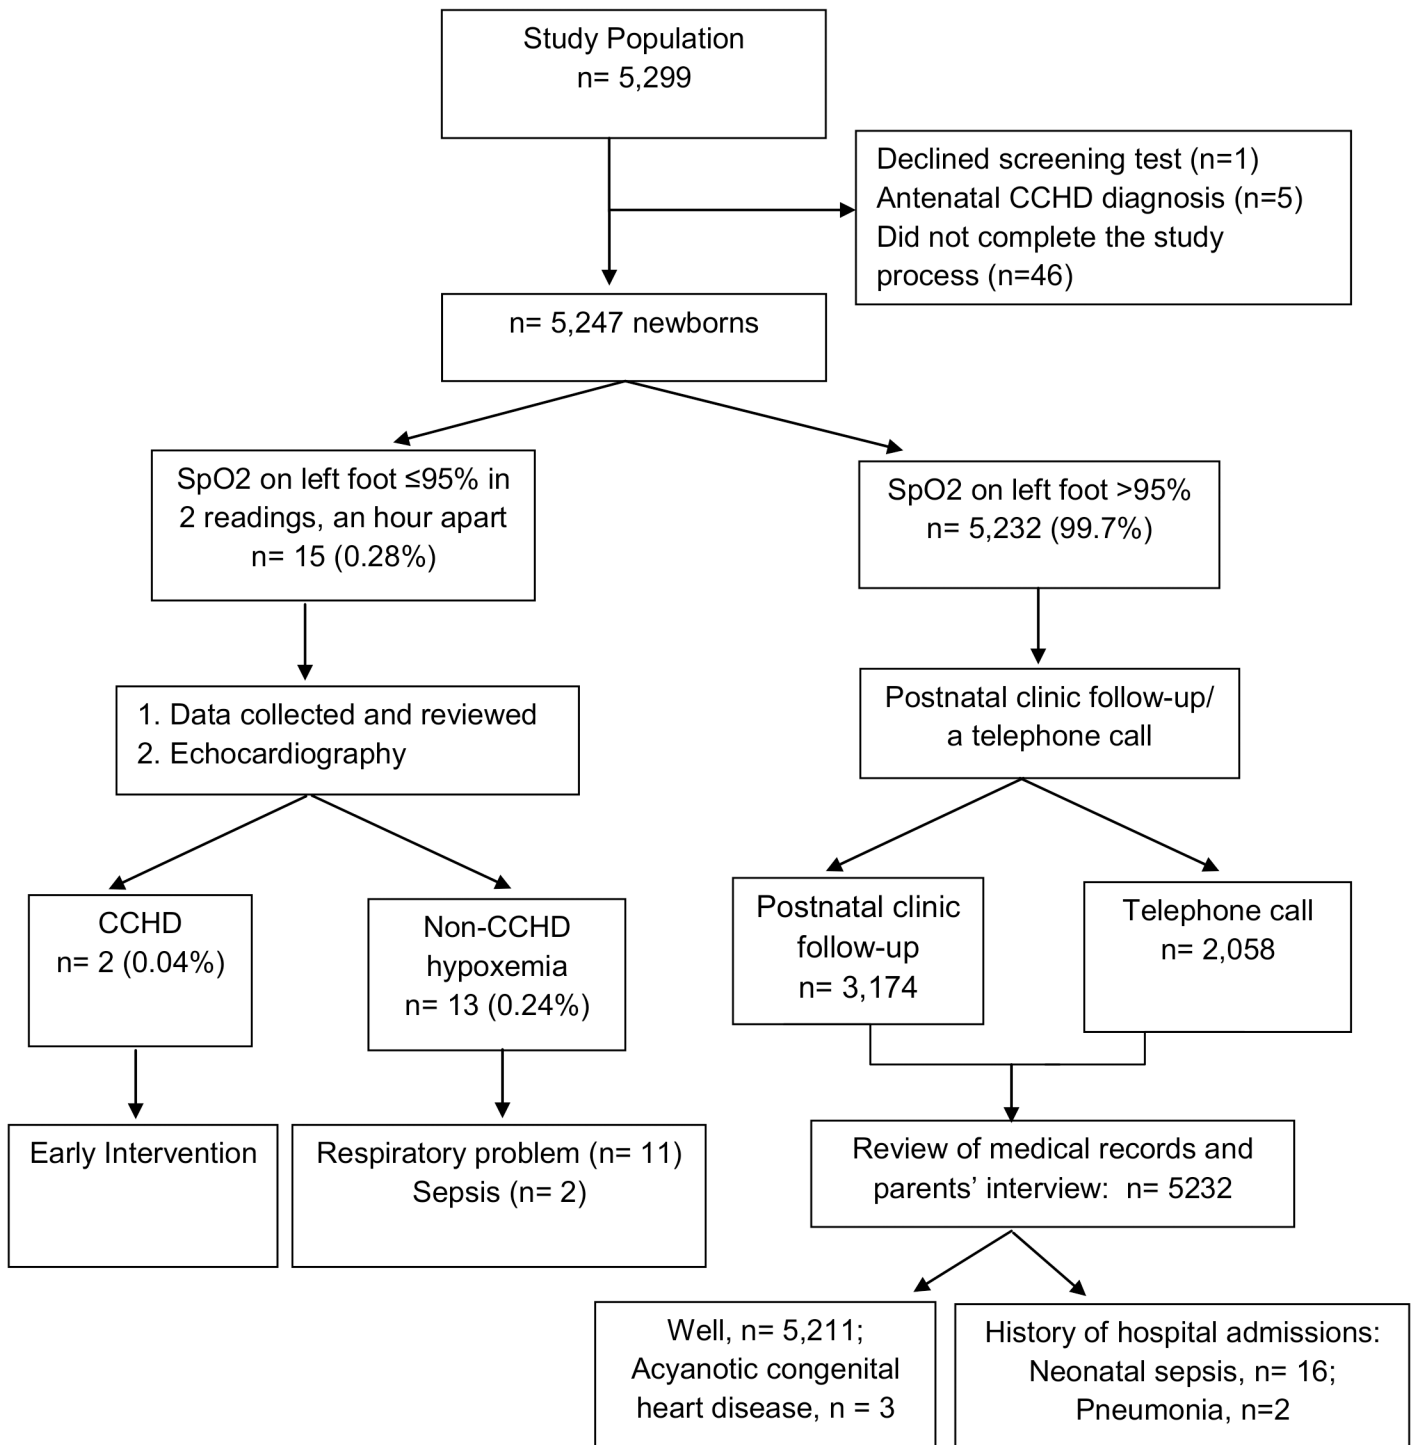 Study Population
n= 5,299
Declined screening test (n=1)
Antenatal CCHD diagnosis (n=5)
Did not complete the study
process (n=46)
n= 5,247 newborns
SpO2 on left foot ≤95% in
2 readings, an hour apart
n= 15 (0.28%)
SpO2 on left foot >95%
n= 5,232 (99.7%)
1. Data collected and reviewed
2. Echocardiography
Postnatal clinic follow-up/
a telephone call
CCHD
n= 2 (0.04%)
Non-CCHD
hypoxemia
n= 13 (0.24%)
Postnatal clinic
follow-up
n= 3,174
Telephone call
n= 2,058
Early Intervention
Respiratory problem (n= 11)
Sepsis (n= 2)
Review of medical records and
parents’ interview:  n= 5232
Well, n= 5,211;
Acyanotic congenital
heart disease, n = 3
History of hospital admissions:
Neonatal sepsis, n= 16;
Pneumonia, n=2